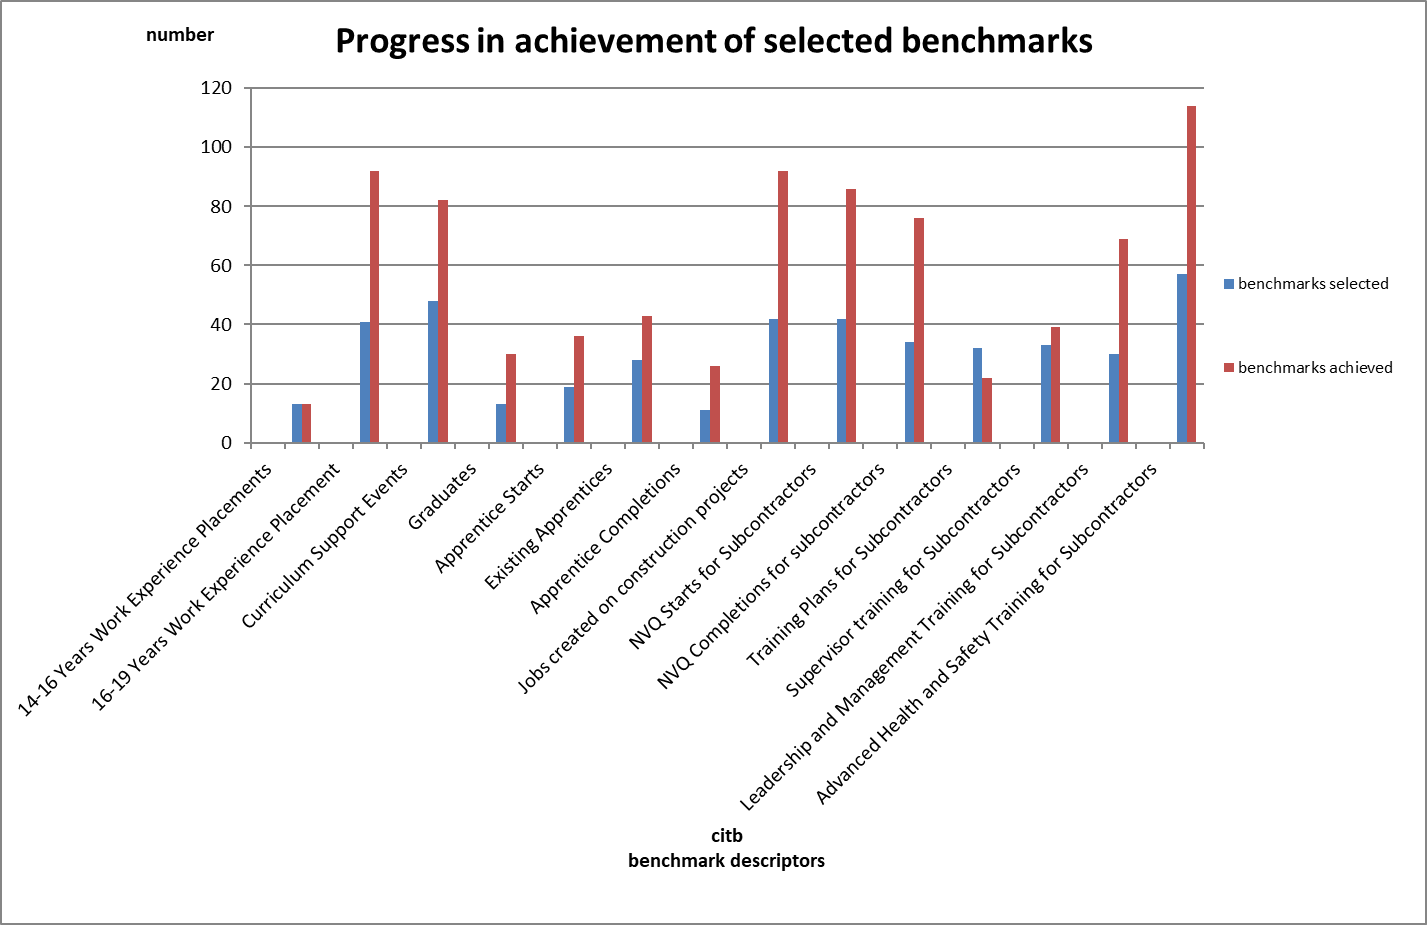 number
Progress in achievement of selected benchmarks
120
100
80
60
40
20
0
benchmarks selected
benchmarks achieved
14-16 Years Work Experience Placements
16-19 Years Work Experience Placement
Curriculum Support Events
Graduates
Apprentice Starts
Existing Apprentices
Apprentice Completions
Jobs created on construction projects
NVQ Starts for Subcontractors
NVQ Completions for subcontractors
Training Plans for Subcontractors
Supervisor training for Subcontractors
Leadership and Management Training for Subcontractors
Advanced Health and Safety Training for Subcontractors
citb
benchmark descriptors